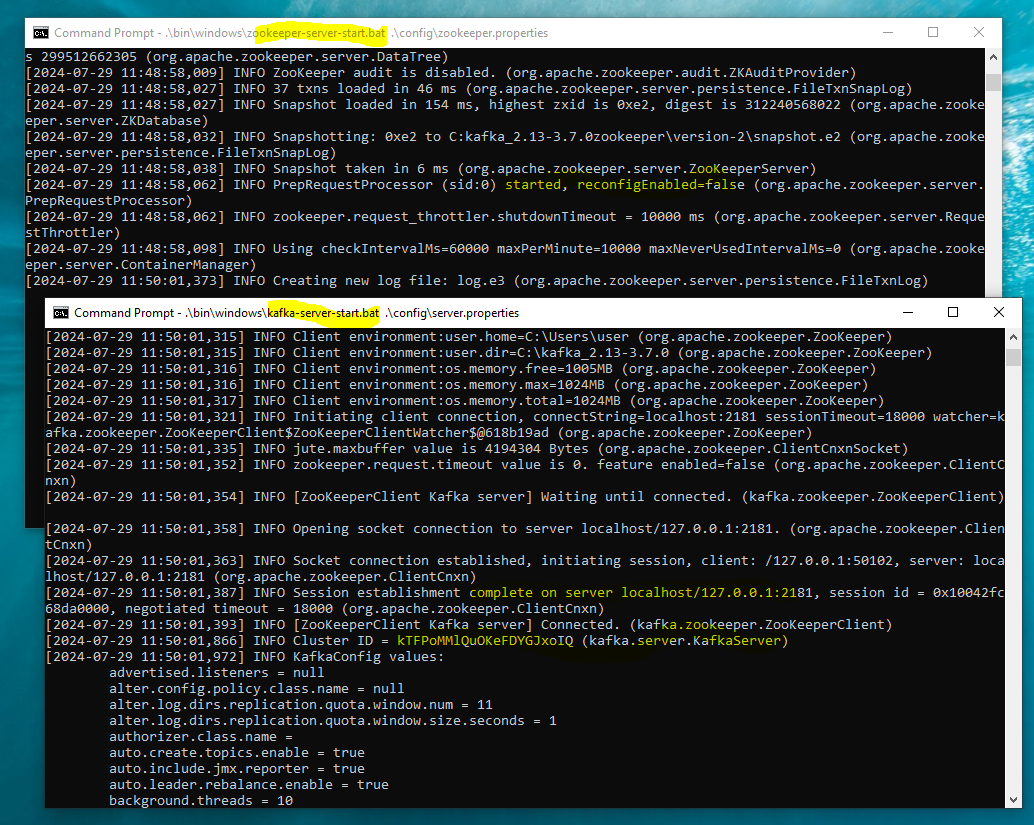 Command Prompt - .\bin\windows\zookeeper-server-start.bat .\config\zookeeper.properties
s 299512662305 (org.apache.zookeeper.server.DataTree)
[2024-07-29 11:48:58,009] INFO ZooKeeper audit is disabled. (org.apache.zookeeper.audit.ZKAuditProvider)
[2024-07-29 11:48:58,027] INFO 37 txns loaded in 46 ms (org.apache.zookeeper.server.persistence.FileTxnSnapLog)
[2024-07-29 11:48:58,027] INFO Snapshot loaded in 154 ms, highest zxid is 0xe2, digest is 312240568022 (org.apache.zooke
eper.server.ZKDatabase)
[2024-07-29 11:48:58,032] INFO Snapshotting: 0xe2 to C:kafka_2.13-3.7.0zookeeper\version-2\snapshot.e2 (org.apache.zooke
eper.server.persistence.FileTxnSnapLog)
[2024-07-29 11:48:58,038] INFO Snapshot taken in 6 ms (org.apache.zookeeper.server.ZooKeeperServer)
[2024-07-29 11:48:58,062] INFO PrepRequestProcessor (sid:0) started, reconfigEnabled=false (org.apache.zookeeper.server.
PrepRequestProcessor)
[2024-07-29 11:48:58,062] INFO zookeeper.request_throttler.shutdownTimeout = 10000 ms (org.apache.zookeeper.server.Reque
stThrottler)
[2024-07-29 11:48:58,098] INFO Using checkIntervalMs=60000 maxPerMinute=10000 maxNeverUsedIntervalMs=0 (org.apache.zooke
eper.server.ContainerManager)
[2024-07-29 11:50:01,373] INFO Creating new log file: log.e3 (org.apache.zookeeper.server.persistence.FileTxnLog)
Command Prompt - .\bin\windows\kafka-server-start.bat .\config\server.properties
[2024-07-29 11:50:01,315] INFO Client environment:user.home=C:\Users\user (org.apache.zookeeper.ZooKeeper)
[2024-07-29 11:50:01,315] INFO Client environment:user.dir=C:\kafka_2.13-3.7.0 (org.apache.zookeeper.ZooKeeper)
[2024-07-29 11:50:01,316] INFO Client environment:os.memory.free=1005MB (org.apache.zookeeper.ZooKeeper)
[2024-07-29 11:50:01,316] INFO Client environment:os.memory.max=1024MB (org.apache.zookeeper.ZooKeeper)
[2024-07-29 11:50:01,317] INFO Client environment:os.memory.total=1024MB (org.apache.zookeeper.ZooKeeper)
[2024-07-29 11:50:01,321] INFO Initiating client connection, connectString=localhost:2181 sessionTimeout=18000 watcher=k
afka.zookeeper.ZooKeeperClient$ZooKeeperClientWatcher$@618b19ad (org.apache.zookeeper.ZooKeeper)
[2024-07-29 11:50:01,335] INFO jute.maxbuffer value is 4194304 Bytes (org.apache.zookeeper.ClientCnxnSocket)
[2024-07-29 11:50:01,352] INFO zookeeper.request.timeout value is 0. feature enabled=false (org.apache.zookeeper.ClientC
nxn)
[2024-07-29 11:50:01,354] INFO [ZooKeeperClient Kafka server] Waiting until connected. (kafka.zookeeper.ZooKeeperClient)
[2024-07-29 11:50:01,358] INFO Opening socket connection to server localhost/127.0.0.1:2181. (org.apache.zookeeper.Clien
tCnxn)
[2024-07-29 11:50:01,363] INFO Socket connection established, initiating session, client: /127.0.0.1:50102, server: loca
lhost/127.0.0.1:2181 (org.apache.zookeeper.ClientCnxn)
[2024-07-29 11:50:01,387] INFO Session establishment complete on server localhost/127.0.0.1:2181, session id = 0x10042fc
68da0000, negotiated timeout = 18000 (org.apache.zookeeper.ClientCnxn)
[2024-07-29 11:50:01,393] INFO [ZooKeeperClient Kafka server] Connected. (kafka.zookeeper.ZooKeeperClient)
[2024-07-29 11:50:01,866] INFO Cluster ID = kTFPoMMlQuOKeFDYGJxoIQ (kafka.server.KafkaServer)
[2024-07-29 11:50:01,972] INFO KafkaConfig values:
advertised.listeners = null
alter.config.policy.class.name = null
alter.log.dirs.replication.quota.window.num = 11
alter.log.dirs.replication.quota.window.size.seconds = 1
authorizer.class.name =
auto.create.topics.enable = true
auto.include.jmx.reporter = true
auto.leader.rebalance.enable = true
background.threads = 10